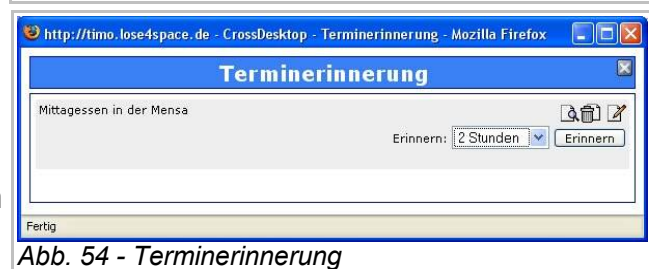 http://timo.lose4space.de - CrossDesktop - Terminerinnerung - Mozilla Firefox
Terminerinnerung
Mittagessen in der Mensa
Erinnern: 2 Stunden Erinnern
Fertig
Abb. 54 - Terminerinnerung